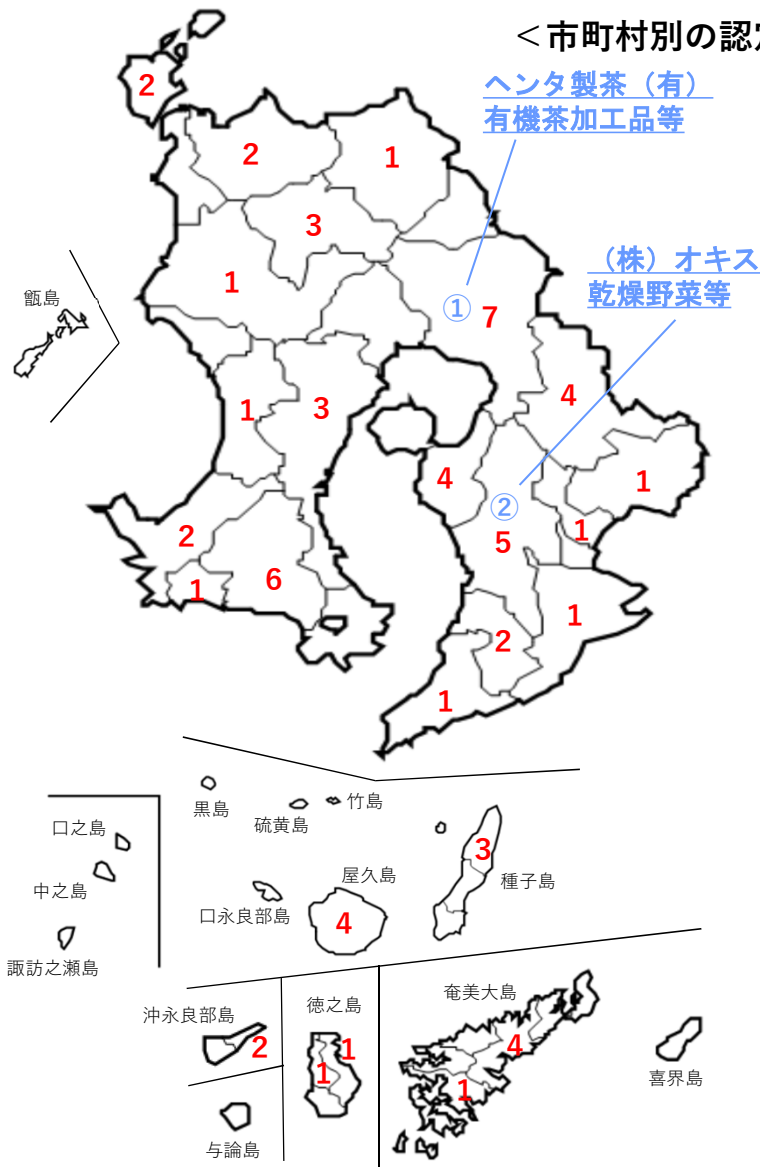 ＜市町村別の認定
ヘンタ製茶（有）
有機茶加工品等
（株）オキス
乾燥野菜等
2
2
1
3
1
①
7
甑島
4
1
3
4
1
②
2
5
1
1
6
1
2
1
黒島
硫黄島
竹島
口之島
中之島
諏訪之瀬島
3
種子島
屋久島
口永良部島
4
沖永良部島
2
徳之島
1
1
奄美大島
4
1
喜界島
与論島